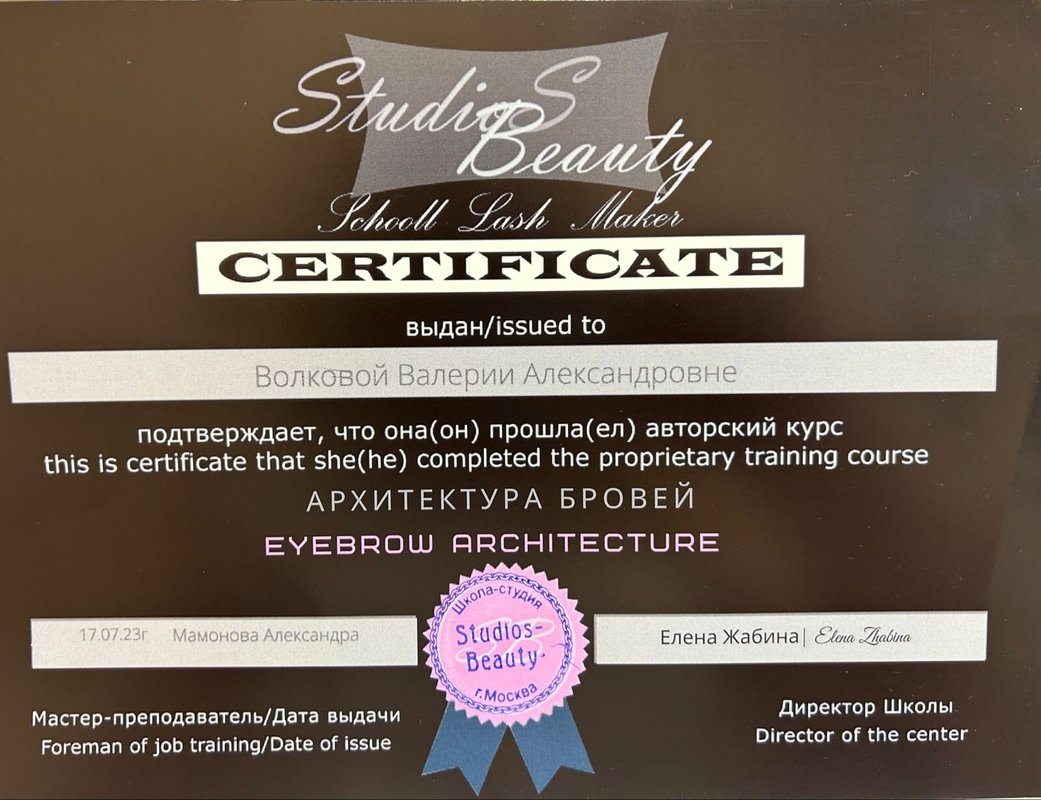 StudioS
Beauty
Schooll Lash Maker
CERTIFICATE
выдан/issued to
Волковой Валерии Александровне
подтверждает, что она(он) прошла(ел) авторский курс
this is certificate that she(he) completed the proprietary training course
АРХИТЕКТУРА БРОВЕЙ
EYEBROW ARCHITECTURE
17.07.23г Мамонова Александра
Школа-студия
Studios-
Beauty-
г.Москва
Елена Жабина| Elena Zhabina
Мастер-преподаватель/Дата выдачи
Foreman of job training/Date of issue
Директор Школы
Director of the center